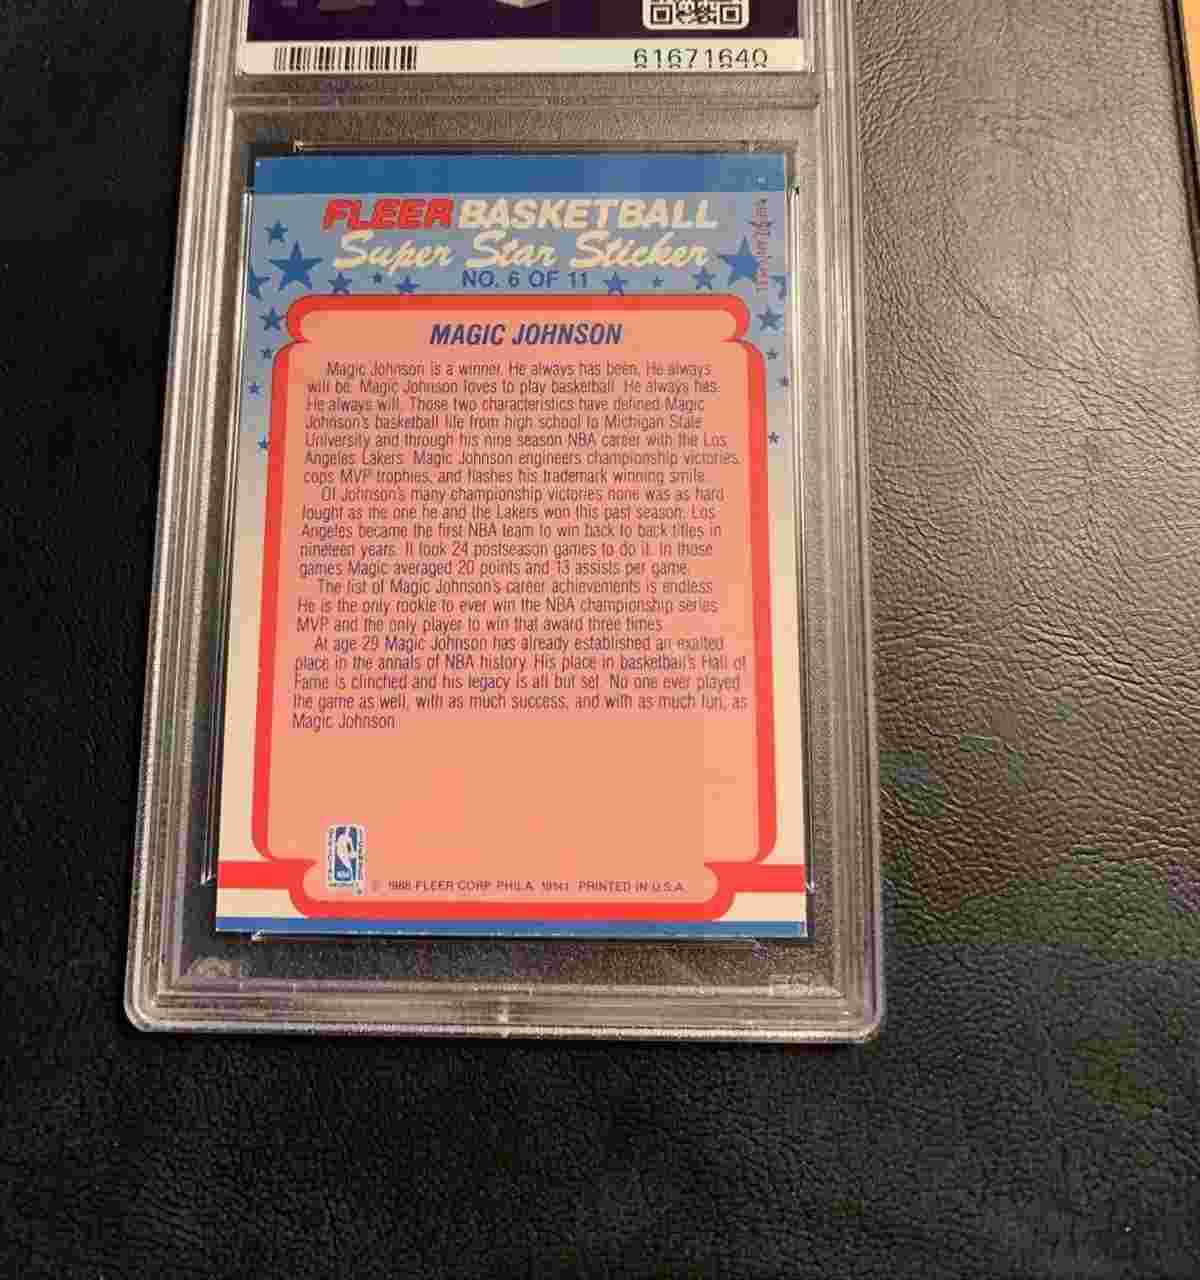 61671640
FLEER BASKETBALL
Super Star Sticker
NO. 6 OF 11
MAGIC JOHNSON
Magic Johnson is a winner. He always has been. He always
will be. Magic Johnson loves to play basketball. He always has.
He always will. Those two characteristics have defined Magic
Johnson's basketball life from high school to Michigan State
University and through his nine season NBA career with the Los
Angeles Lakers. Magic Johnson engineers championship victories,
cops MVP trophies, and flashes his trademark winning smile.
Of Johnson's many championship victories none was as hard
fought as the one he and the Lakers won this past season. Los
Angeles became the first NBA team to win back to back titles in
nineteen years. It took 24 postseason games to do it. In those
games Magic averaged 20 points and 13 assists per game.
The list of Magic Johnson's career achievements is endless.
He is the only rookie to ever win the NBA championship series
MVP and the only player to win that award three times.
At age 29 Magic Johnson has already established an exalted
place in the annals of NBA history. His place in basketball's Hall of
Fame is clinched and his legacy is all but set. No one ever played
the game as well, with as much success, and with as much fun, as
Magic Johnson
NBA
© 1988 FLEER CORP. PHILA. 19141 PRINTED IN U.S.A.